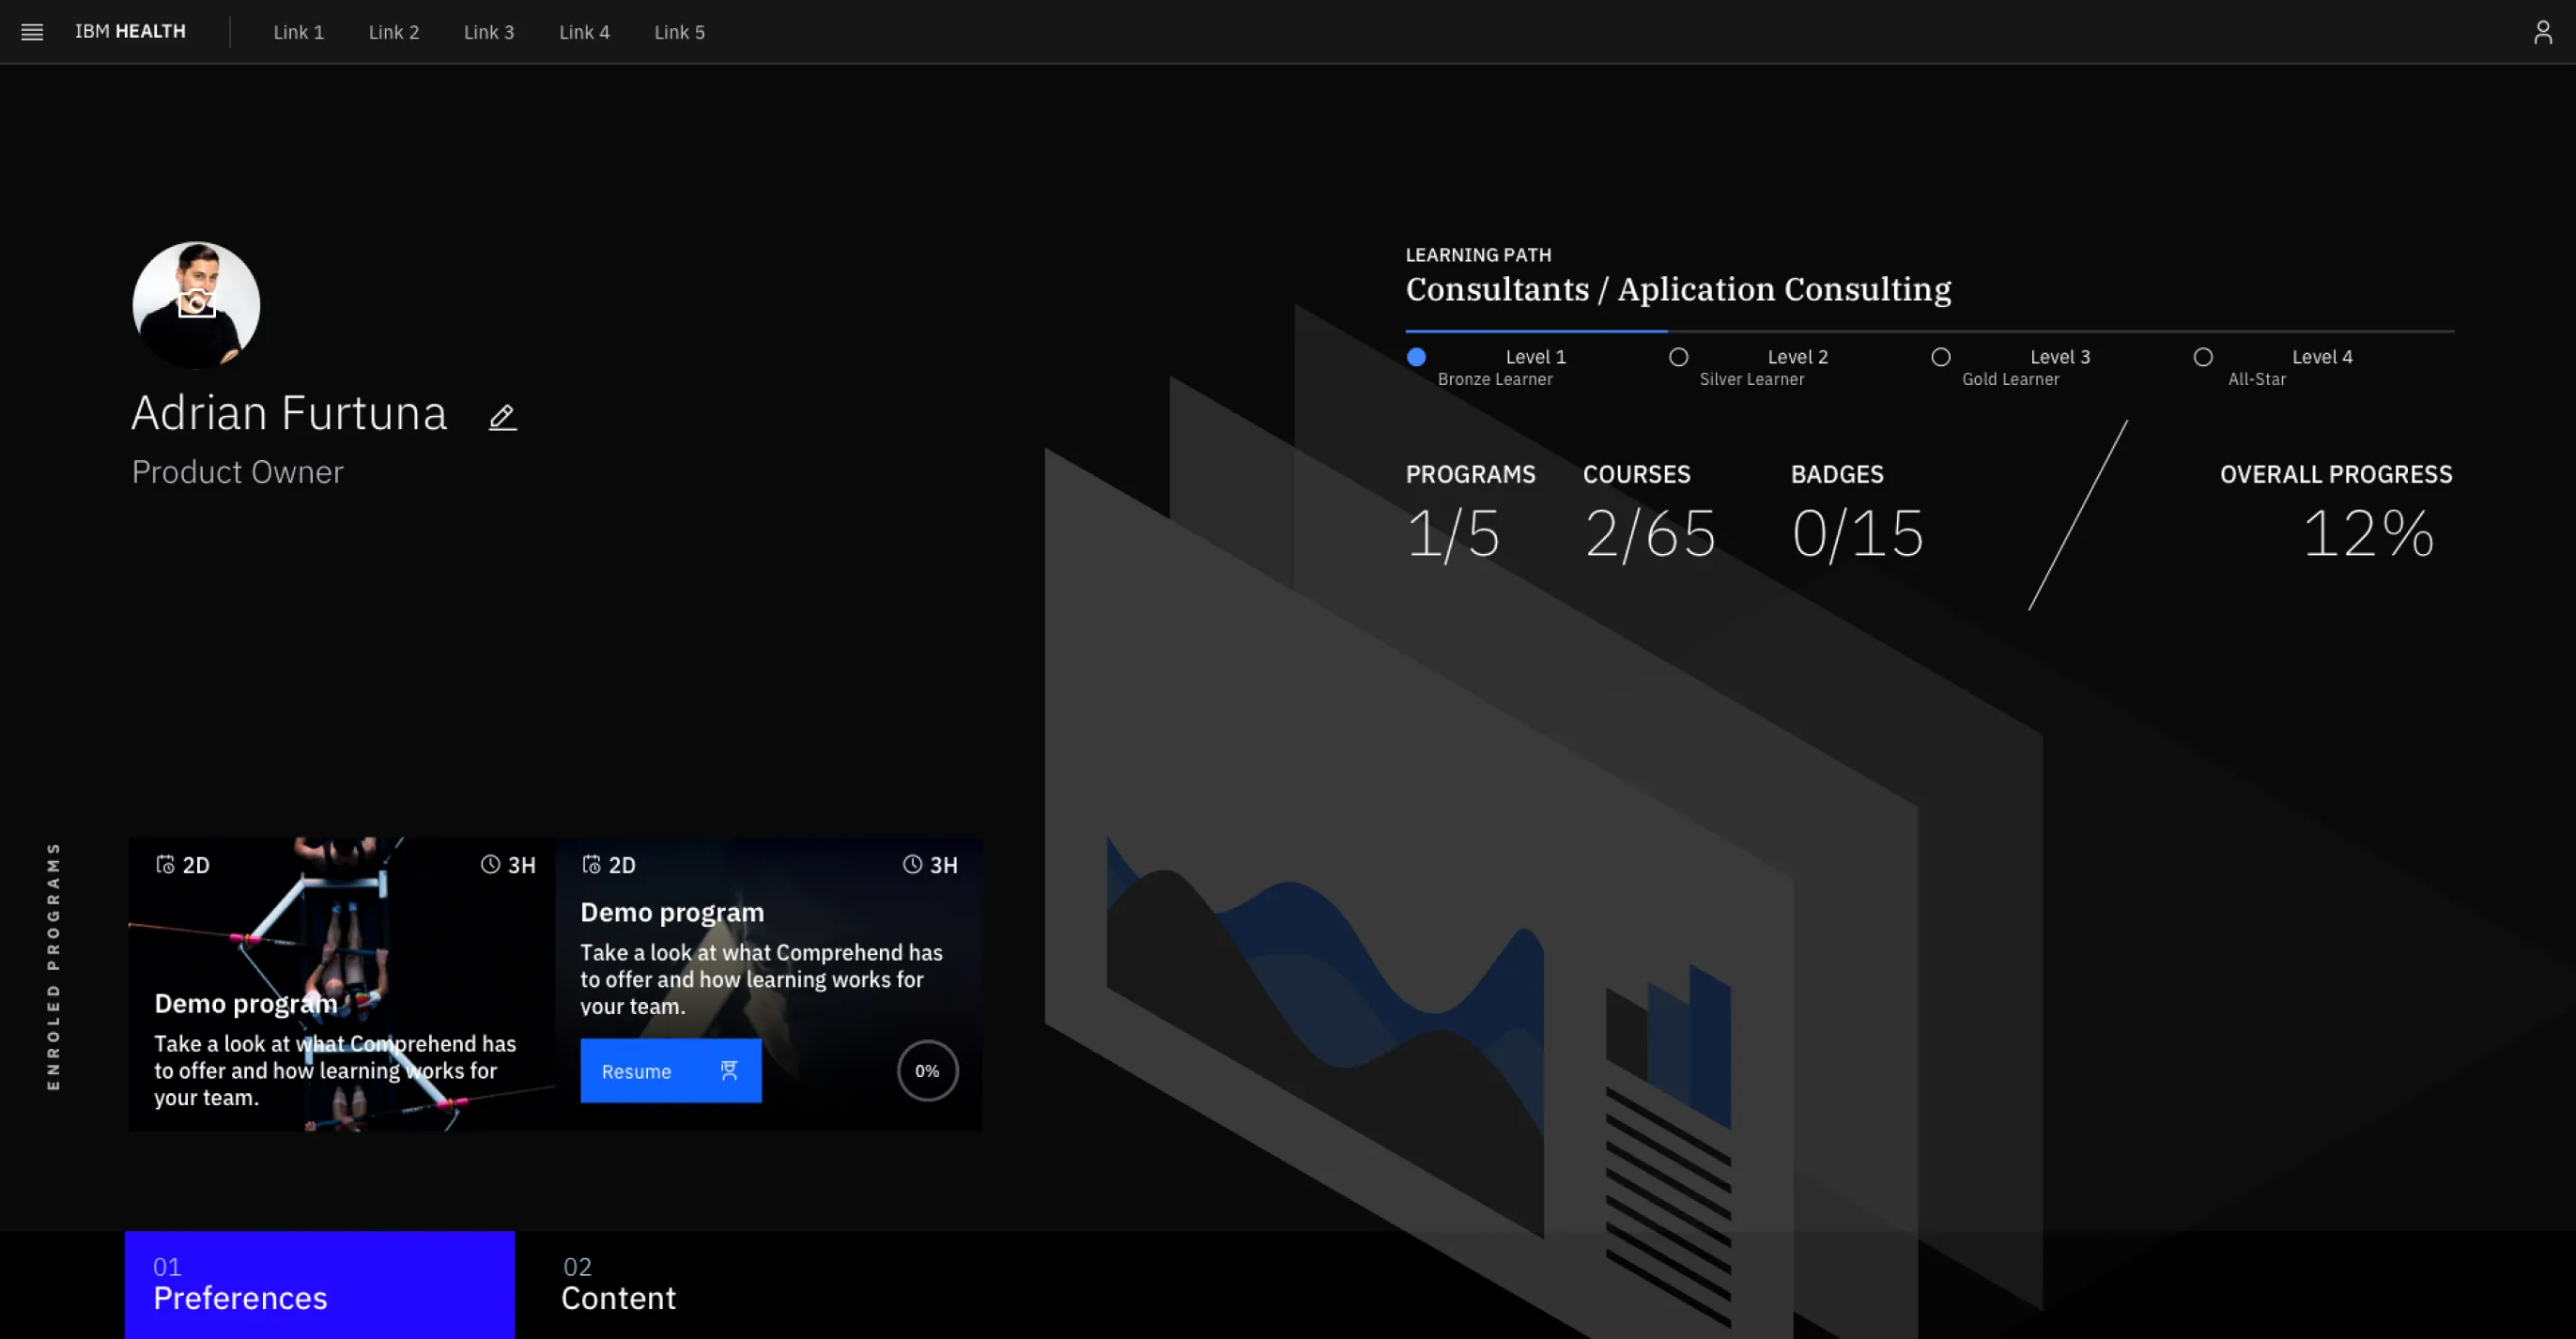 IBM HEALTH
Link 1 Link 2 Link 3 Link 4 Link 5
Adrian Furtuna
Product Owner
LEARNING PATH
Consultants / Aplication Consulting
Level 1 Level 2 Level 3 Level 4
Bronze Learner Silver Learner Gold Learner All-Star
PROGRAMS COURSES BADGES OVERALL PROGRESS
1/5 2/65 0/15 12%
ENROLED PROGRAMS
2D 3H
Demo program
Take a look at what Comprehend has
to offer and how learning works for
your team.
2D 3H
Demo program
Take a look at what Comprehend has
to offer and how learning works for
your team.
Resume 0%
01
Preferences
02
Content